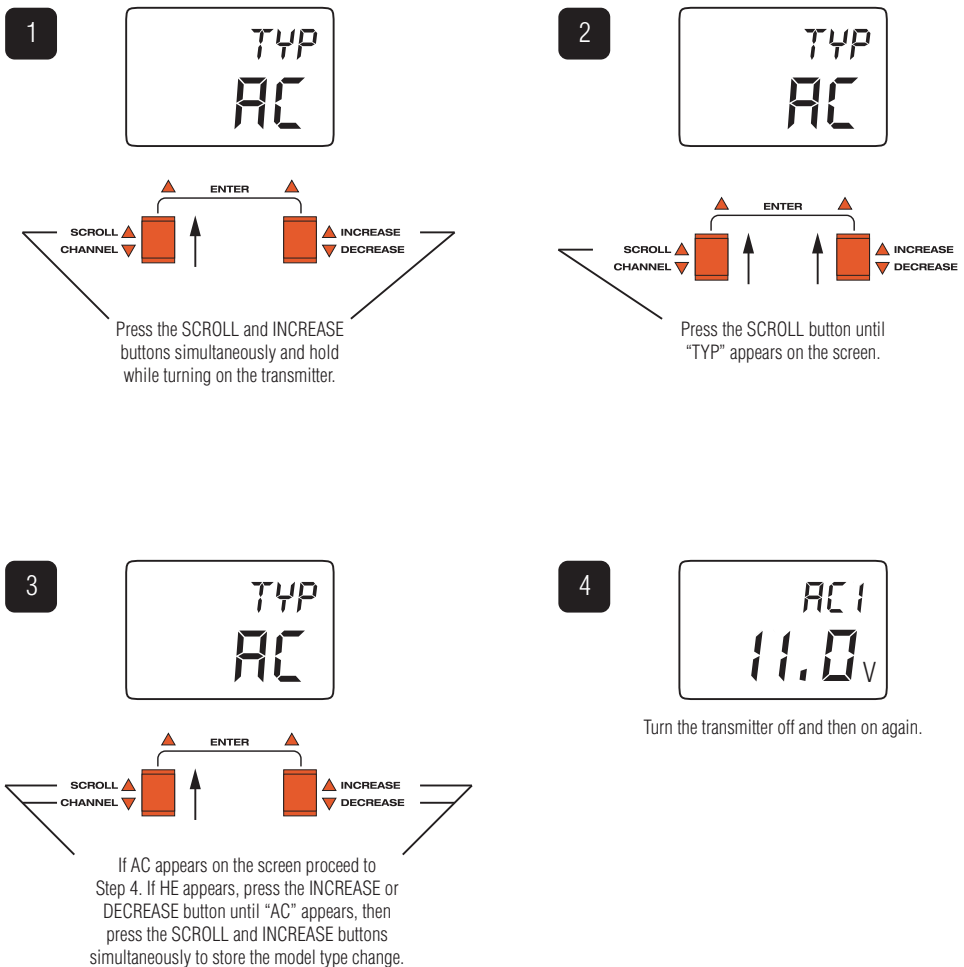 1
TYP
AC
ENTER
SCROLL
CHANNEL
INCREASE
DECREASE
Press the SCROLL and INCREASE
buttons simultaneously and hold
while turning on the transmitter.
2
TYP
AC
ENTER
SCROLL
CHANNEL
INCREASE
DECREASE
Press the SCROLL button until
“TYP” appears on the screen.
3
TYP
AC
ENTER
SCROLL
CHANNEL
INCREASE
DECREASE
If AC appears on the screen proceed to
Step 4. If HE appears, press the INCREASE or
DECREASE button until “AC” appears, then
press the SCROLL and INCREASE buttons
simultaneously to store the model type change.
4
AC1
11.0V
Turn the transmitter off and then on again.